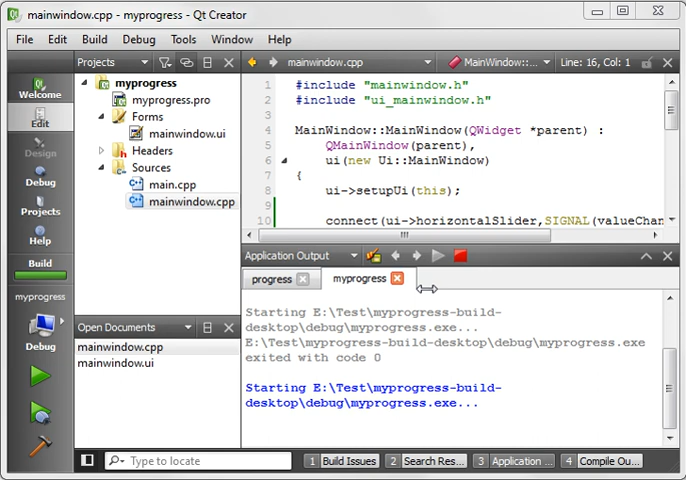 mainwindow.cpp - myprogress - Qt Creator
File Edit Build Debug Tools Window Help
Projects
mainwindow.cpp
MainWindow::...
Line: 16, Col: 1
Welcome
Edit
Design
Debug
Projects
Help
Build
myprogress
Debug
myprogress
myprogress.pro
Forms
mainwindow.ui
Headers
Sources
main.cpp
mainwindow.cpp
1 #include "mainwindow.h"
2 #include "ui_mainwindow.h"
3
4 MainWindow::MainWindow(QWidget *parent) :
5 QMainWindow(parent),
6 ui(new Ui::MainWindow)
7 {
8 ui->setupUi(this);
9
10 connect(ui->horizontalSlider,SIGNAL(valueChan
Application Output
progress
myprogress
Starting E:\Test\myprogress-build-
desktop\debug\myprogress.exe...
E:\Test\myprogress-build-desktop\debug\myprogress.exe
exited with code 0
Starting E:\Test\myprogress-build-
desktop\debug\myprogress.exe...
Open Documents
mainwindow.cpp
mainwindow.ui
Type to locate
1 Build Issues
2 Search Res...
3 Application ...
4 Compile Ou...